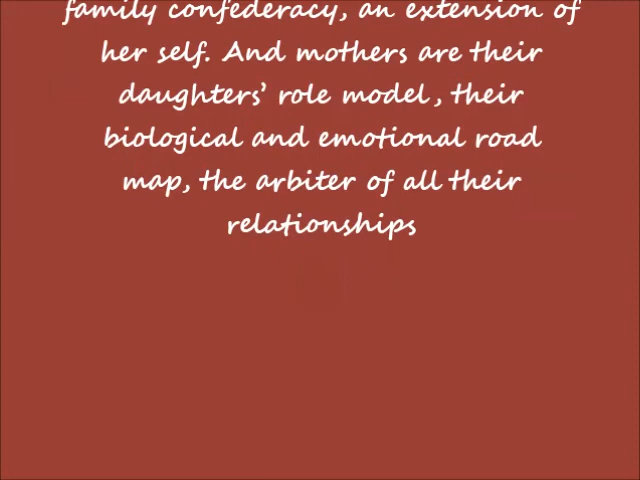 family confederacy, an extension of
her self. And mothers are their
daughters’ role model, their
biological and emotional road
map, the arbiter of all their
relationships